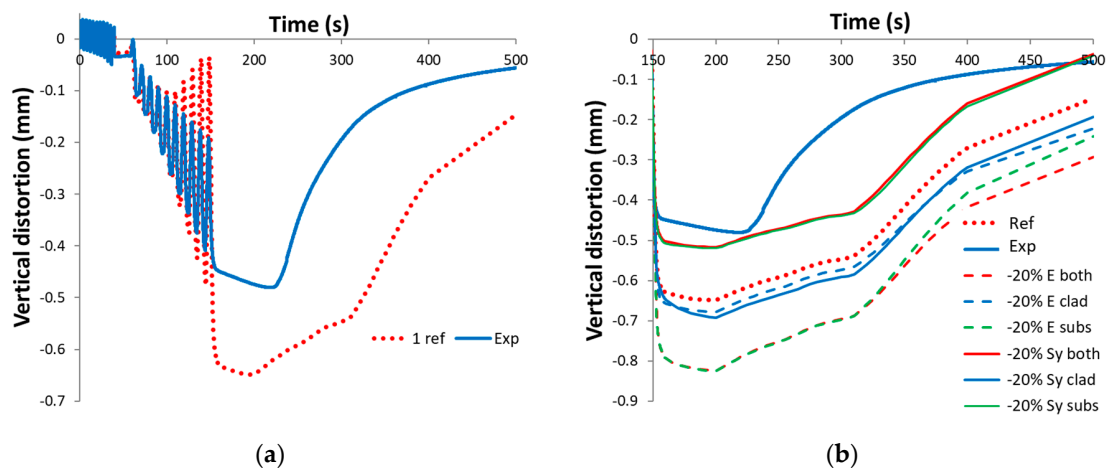 Time (s)
0 100 200 300 400 500
0
-0.1
-0.2
-0.3
-0.4
-0.5
-0.6
-0.7
Vertical distortion (mm)
1 ref Exp
(a)
Time (s)
150 200 250 300 350 400 450 500
0
-0.1
-0.2
-0.3
-0.4
-0.5
-0.6
-0.7
-0.8
-0.9
Vertical distortion (mm)
Ref
Exp
-20% E both
-20% E clad
-20% E subs
-20% Sy both
-20% Sy clad
-20% Sy subs
(b)